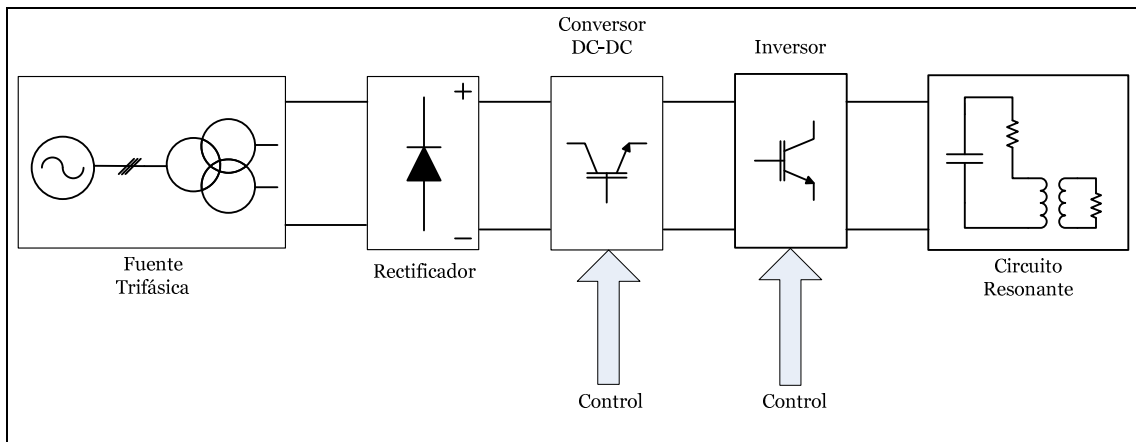 Conversor
DC-DC
Inversor
+
−
Fuente
Trifásica
Rectificador
Circuito
Resonante
Control
Control